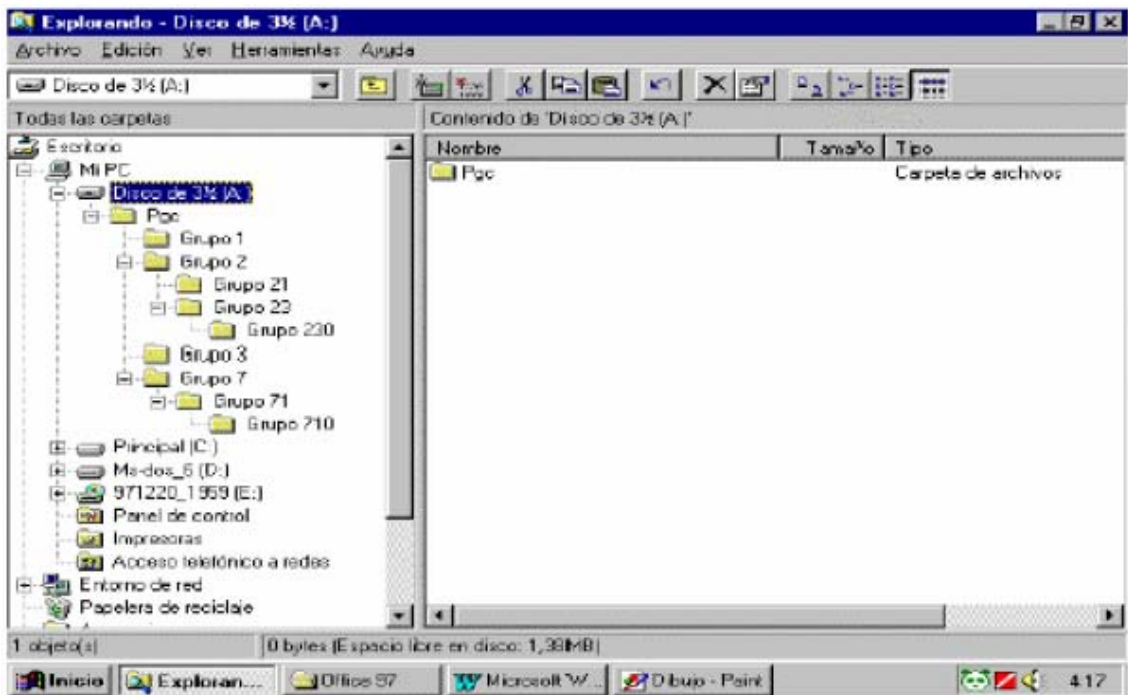 Explorando - Disco de 3½ (A:)
Archivo Edición Ver Herramientas Ayuda
Disco de 3½ (A:)
Todas las carpetas
Contenido de 'Disco de 3½ (A:)'
Nombre Tamaño Tipo
Escritorio
Mi PC
Disco de 3½ (A:)
Pgc
Grupo 1
Grupo 2
Grupo 21
Grupo 23
Grupo 230
Grupo 3
Grupo 7
Grupo 71
Grupo 710
Principal (C:)
Ms-dos_6 (D:)
971220_1959 (E:)
Panel de control
Impresoras
Acceso telefónico a redes
Entorno de red
Papelera de reciclaje
Pgc Carpeta de archivos
1 objeto(s)
0 bytes (Espacio libre en disco: 1,38MB)
Inicio Exploran... Office 97 Microsoft W... Dibujo - Paint 4:17